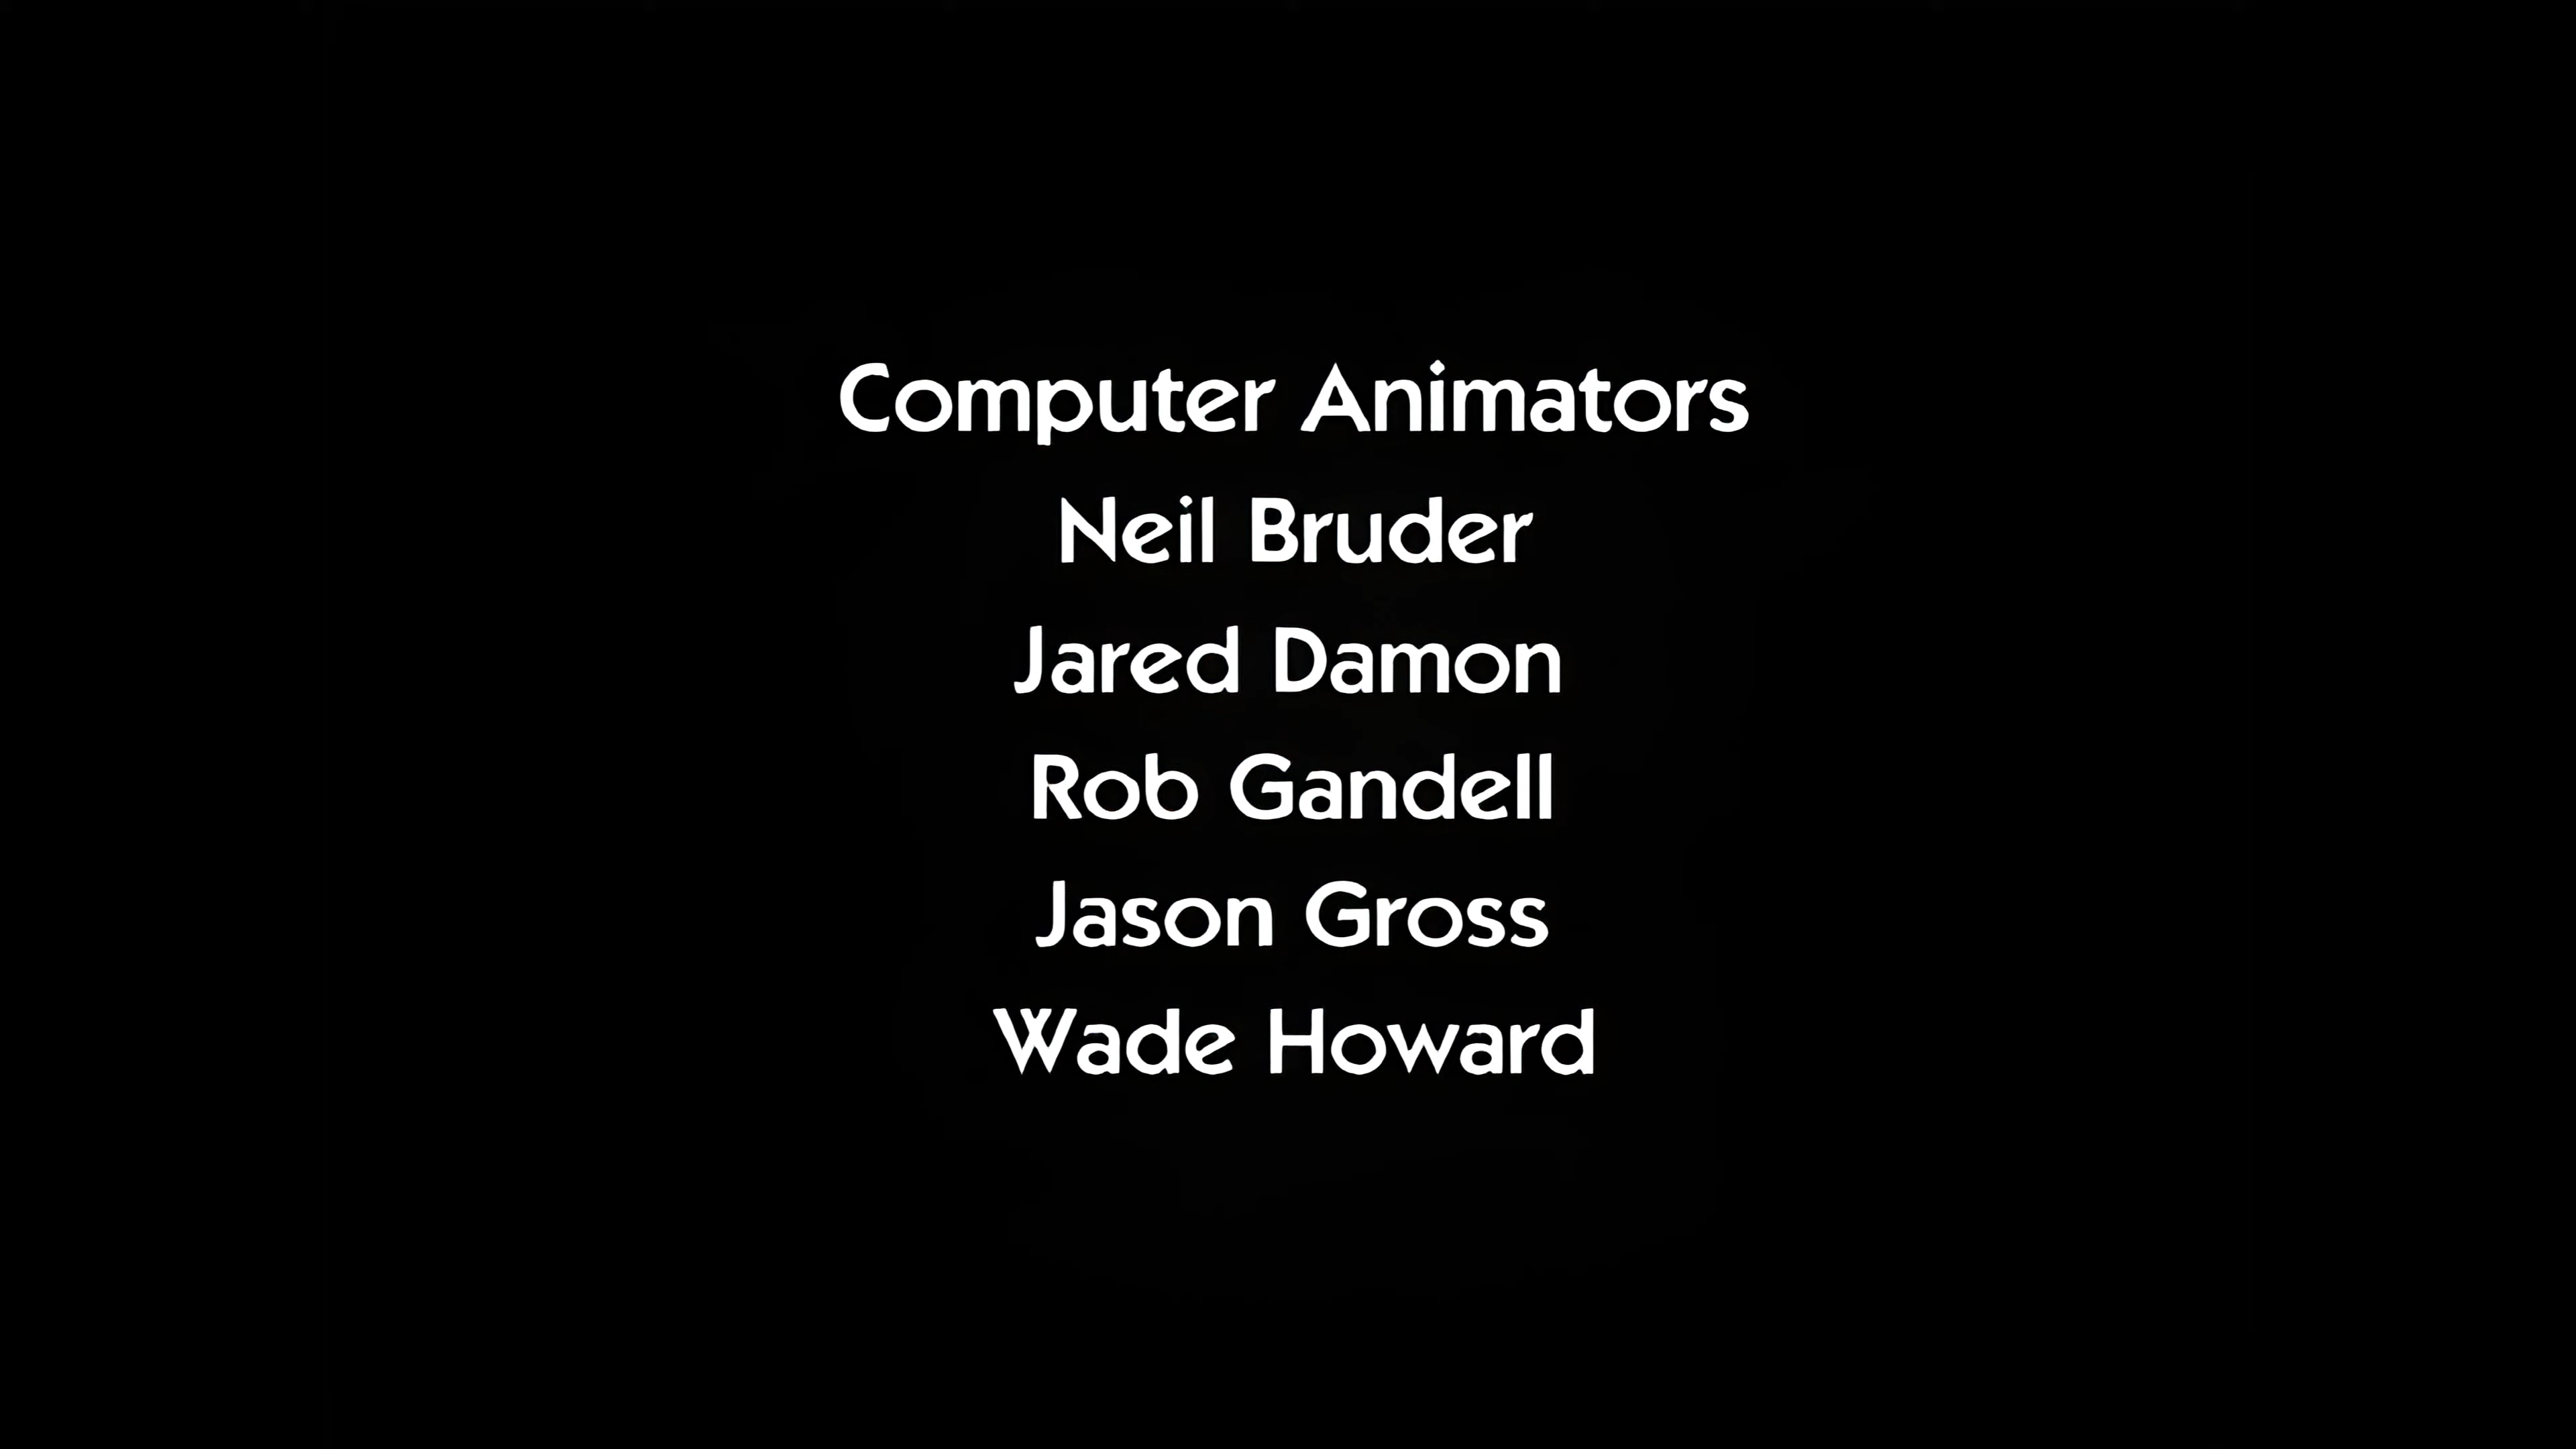 Computer Animators
Neil Bruder
Jared Damon
Rob Gandell
Jason Gross
Wade Howard